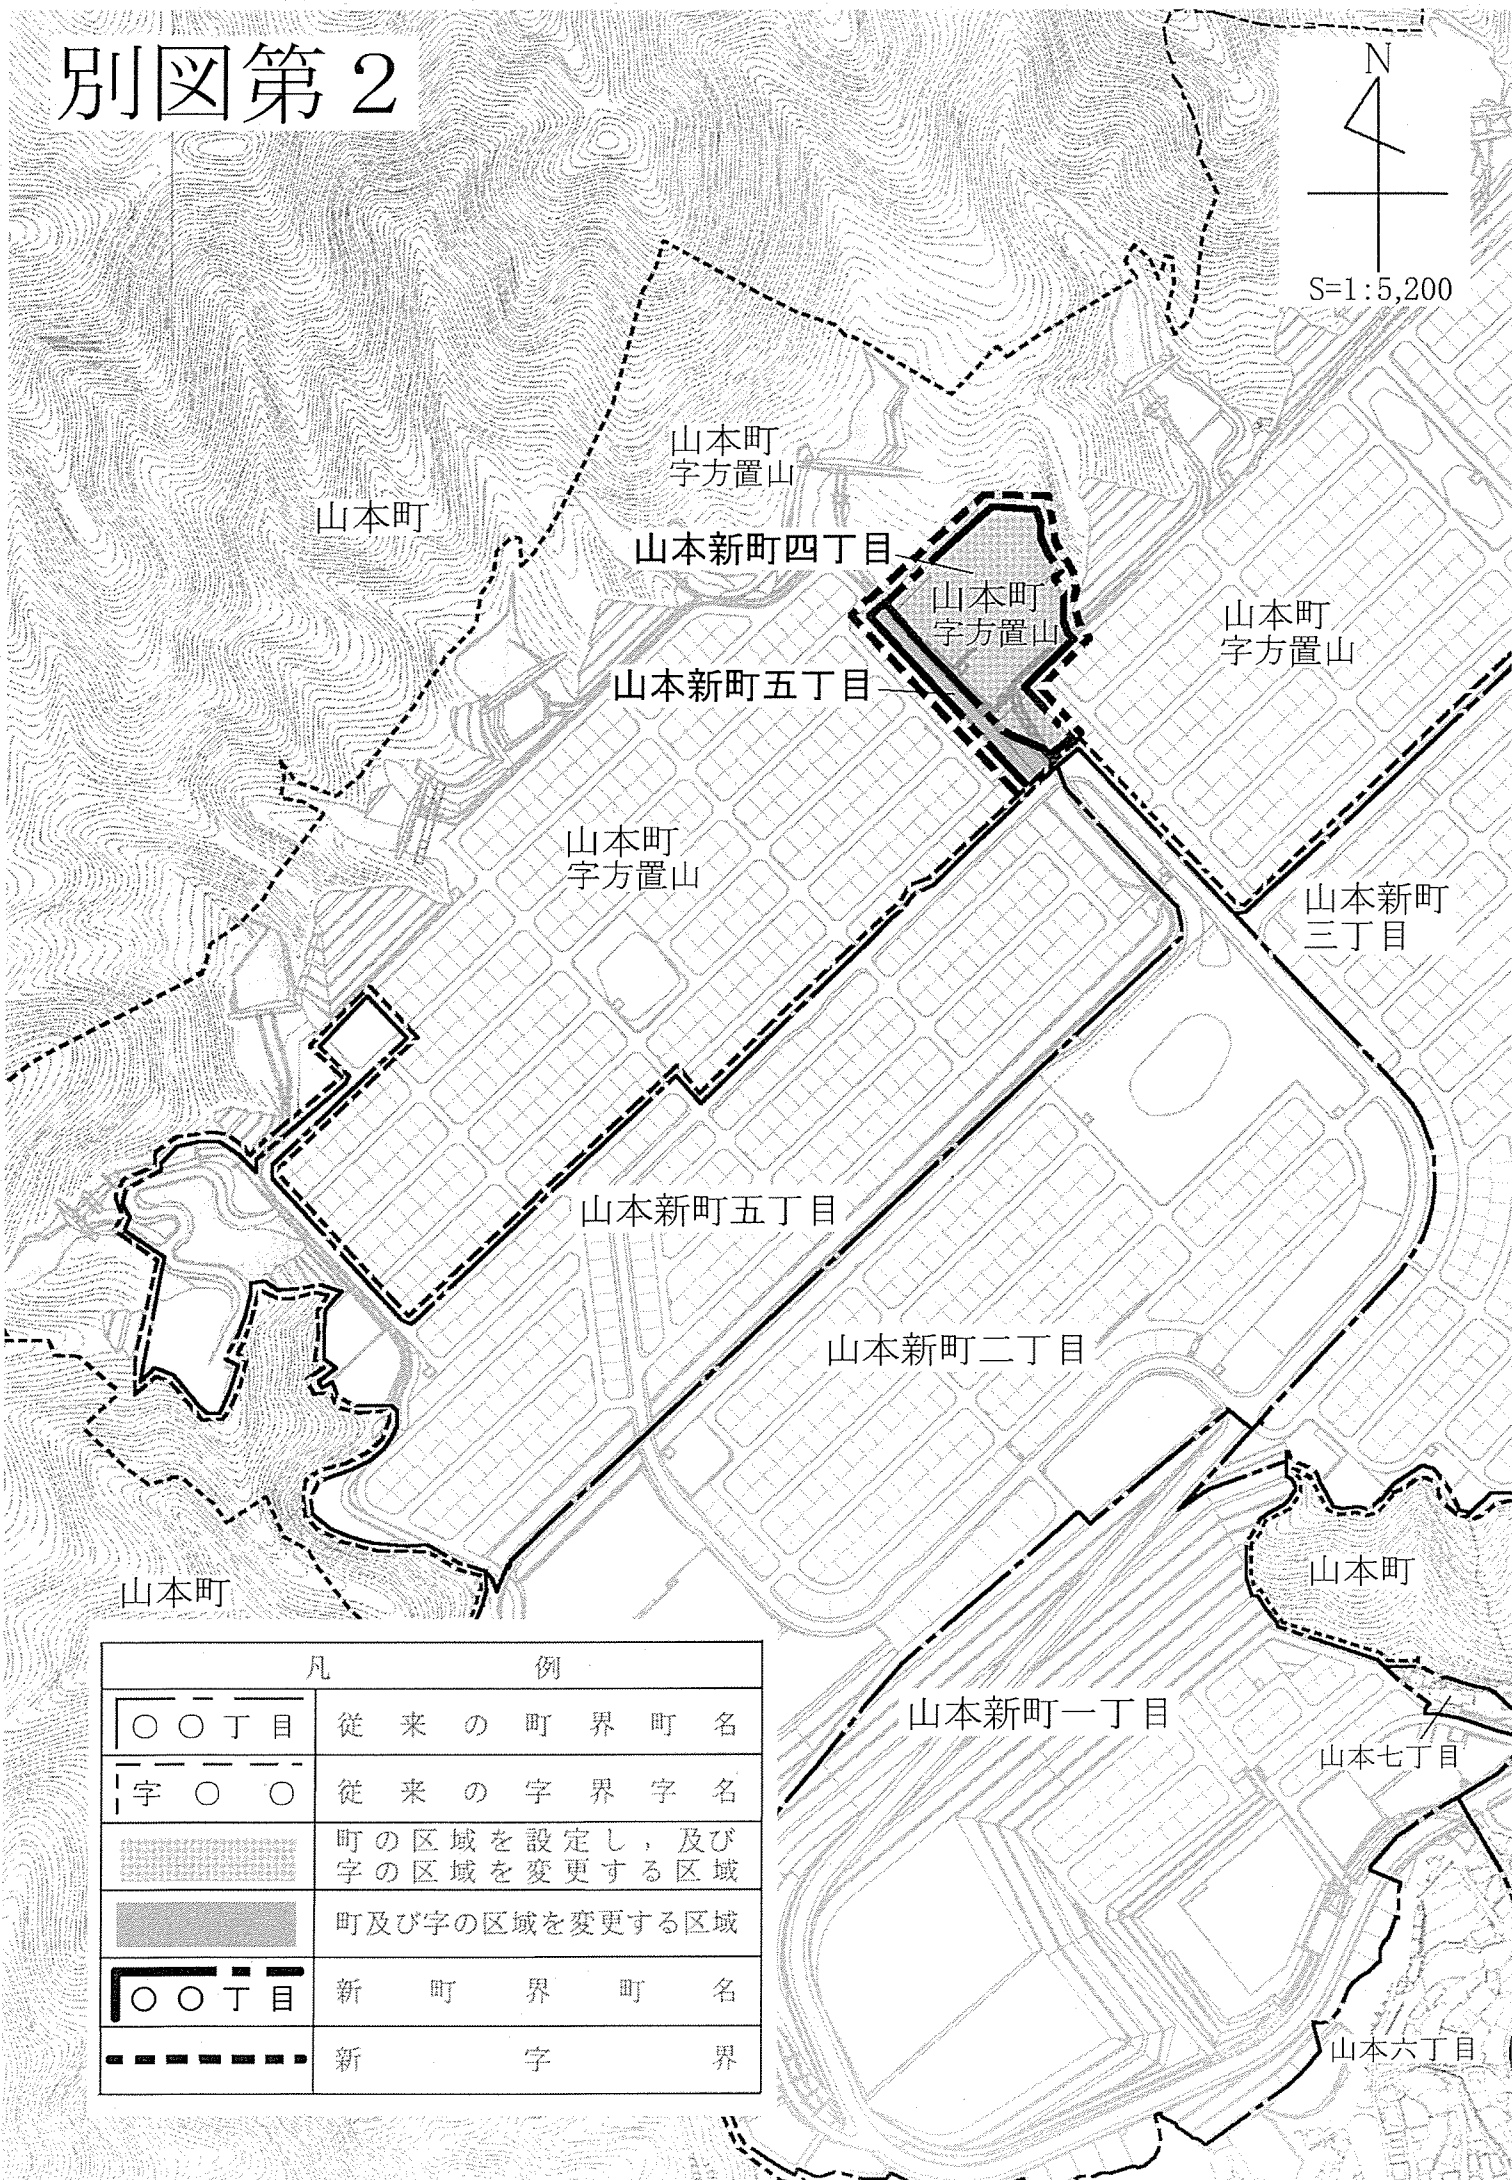 別図第2
N
S=1:5,200
山本町
字方置山
山本町
山本新町四丁目
山本町
字方置山
山本町
字方置山
山本新町五丁目
山本町
字方置山
山本新町
三丁目
山本新町五丁目
山本新町二丁目
山本町
山本町
山本新町一丁目
山本七丁目
山本六丁目
凡例
○○丁目 従来の町界町名
字○○ 従来の字界字名
町の区域を設定し，及び
字の区域を変更する区域
町及び字の区域を変更する区域
○○丁目 新町界町名
新字界